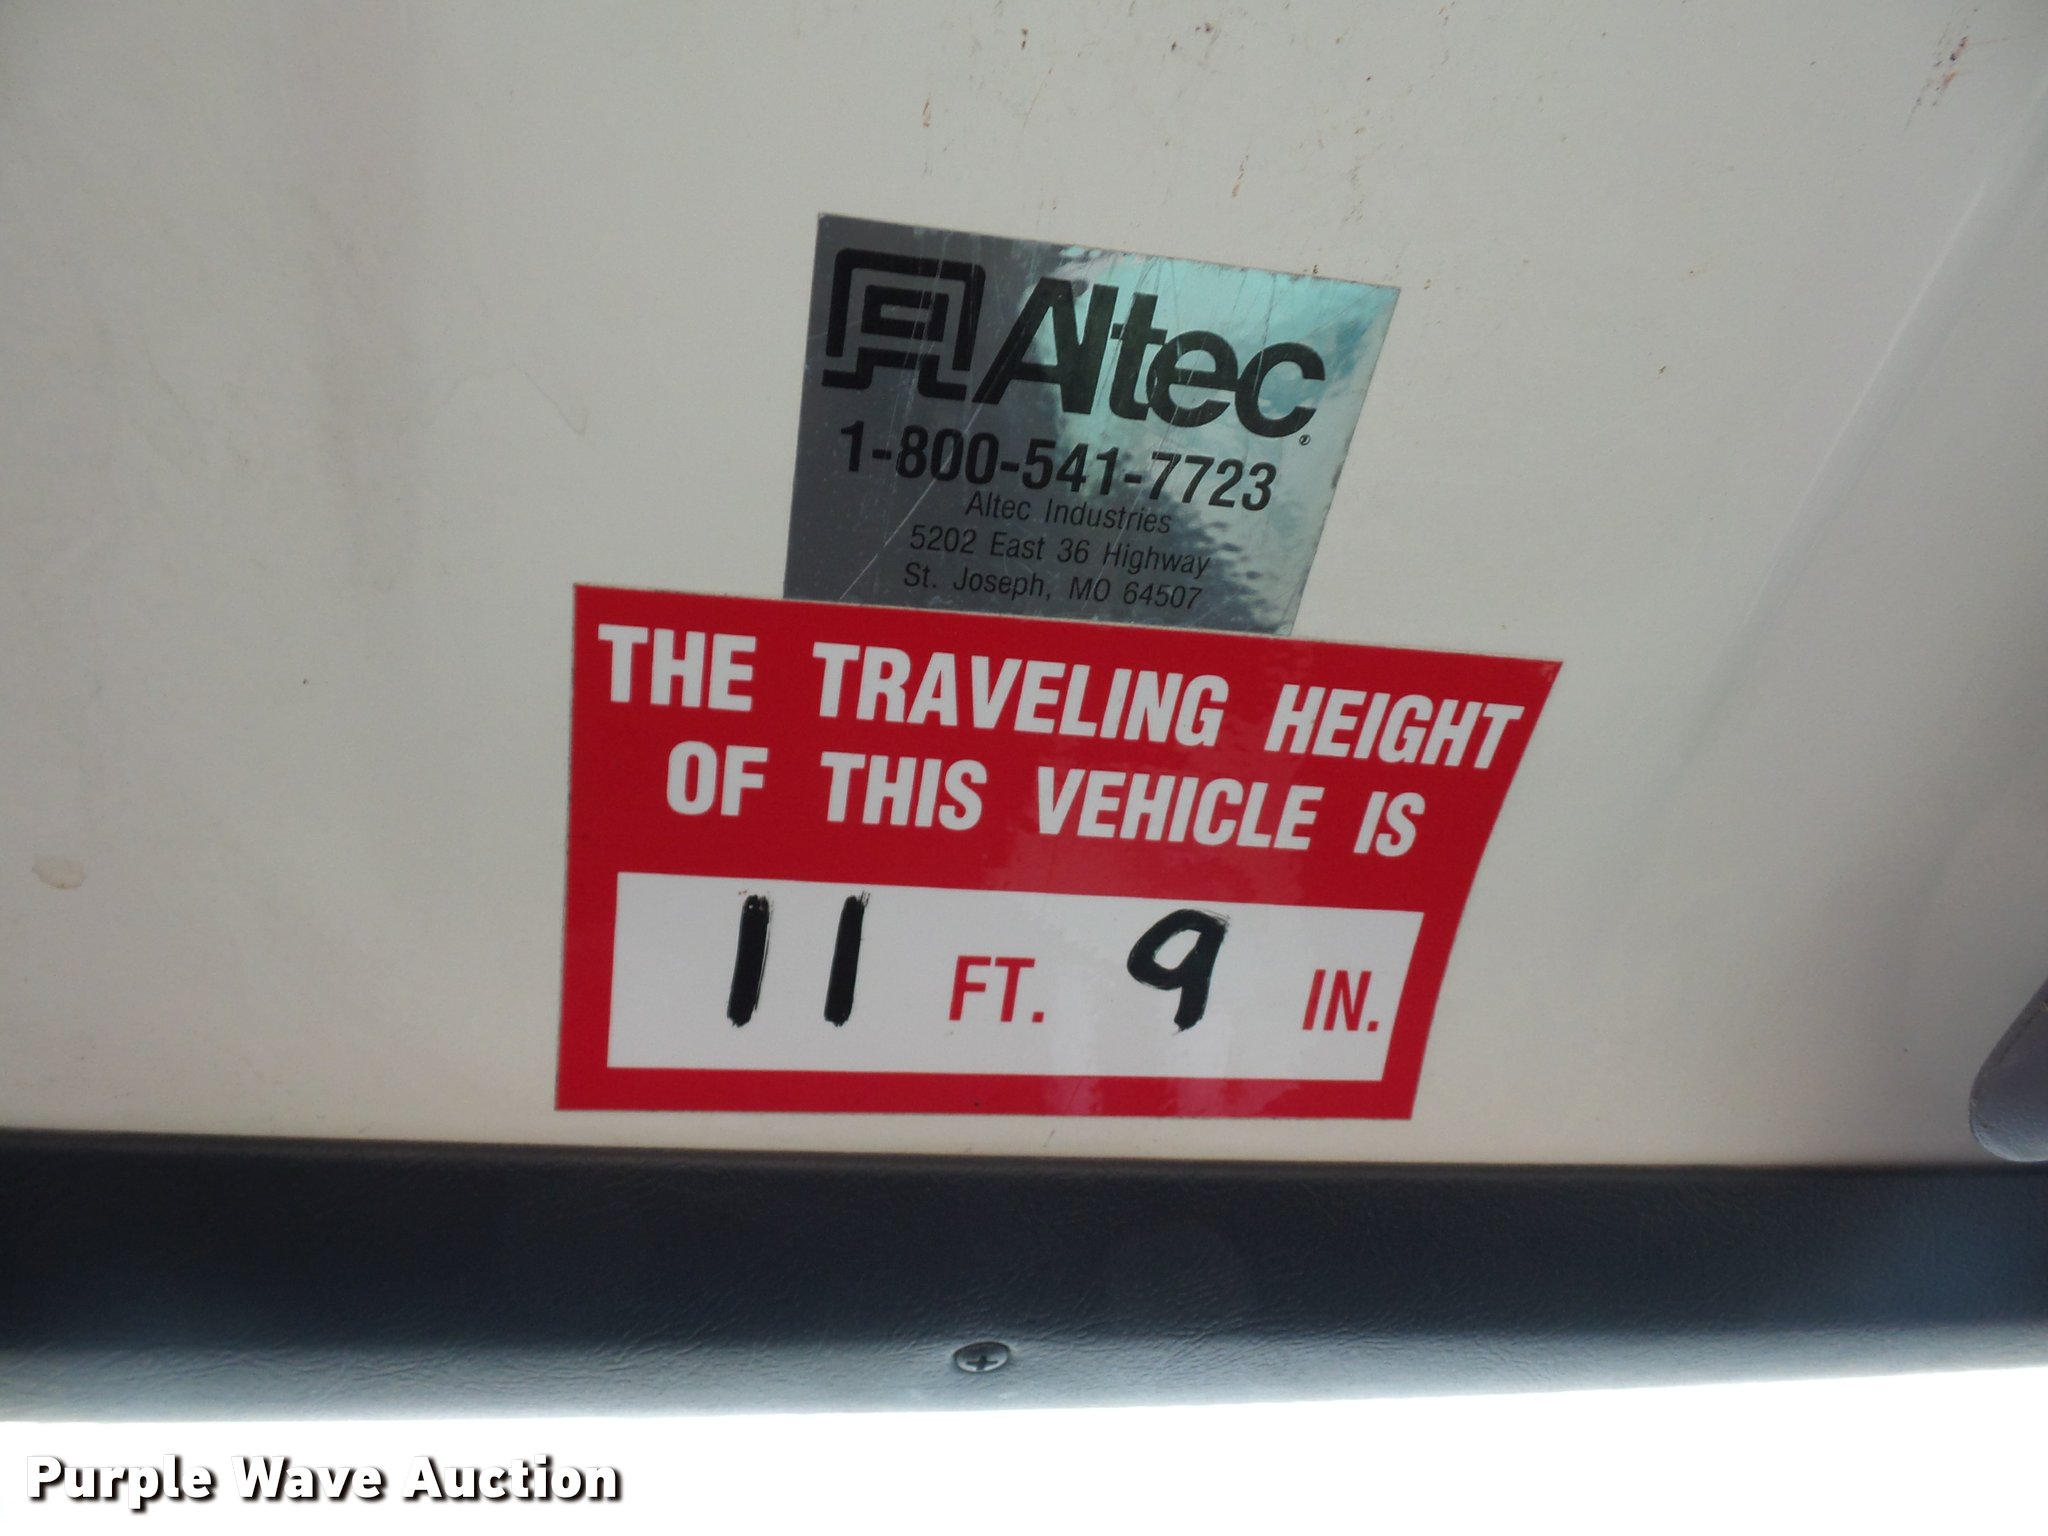 Altec®
1-800-541-7723
Altec Industries
5202 East 36 Highway
St. Joseph, MO 64507
THE TRAVELING HEIGHT
OF THIS VEHICLE IS
11 FT. 9 IN.
Purple Wave Auction